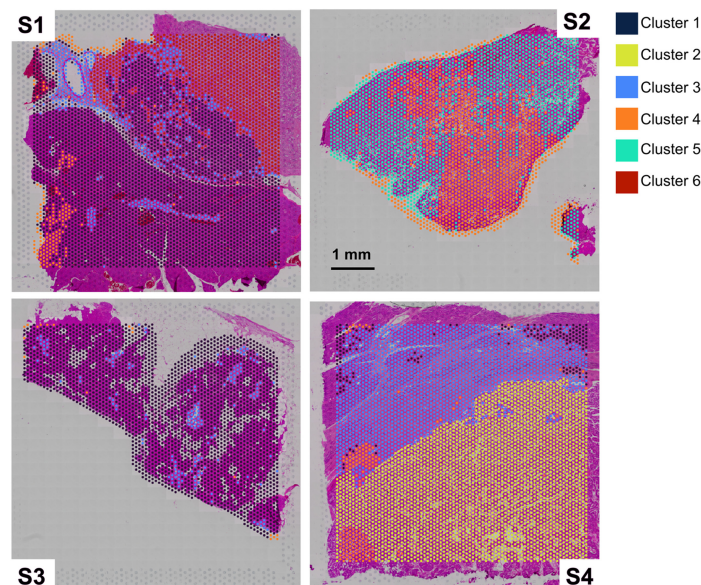 S1
S2
Cluster 1
Cluster 2
Cluster 3
Cluster 4
Cluster 5
Cluster 6
1 mm
S3
S4